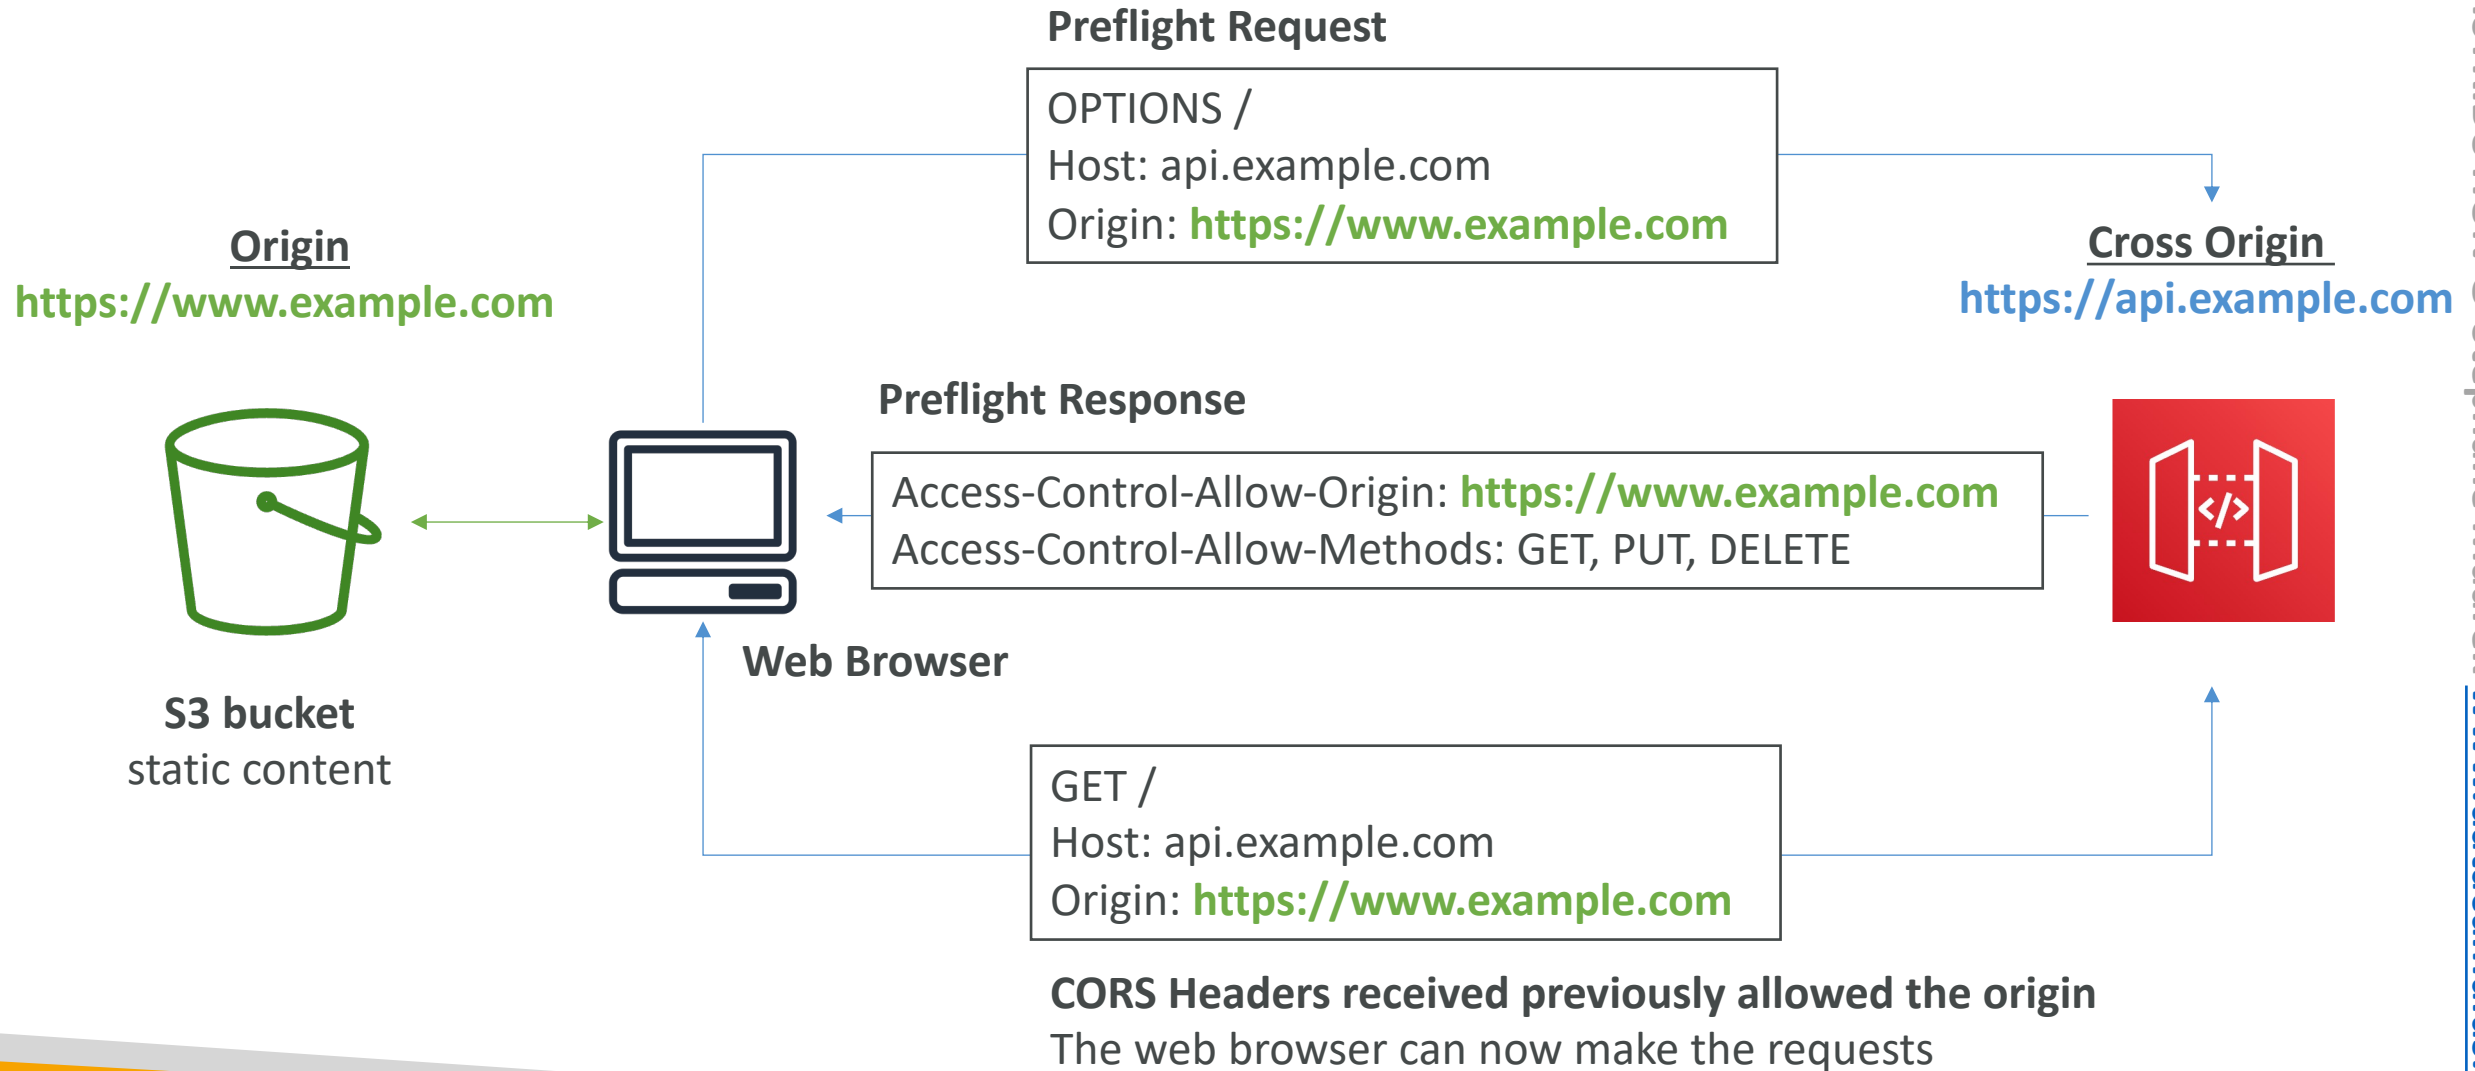 Preflight Request
OPTIONS /
Host: api.example.com
Origin: https://www.example.com
Origin
https://www.example.com
Cross Origin
https://api.example.com
Preflight Response
Access-Control-Allow-Origin: https://www.example.com
Access-Control-Allow-Methods: GET, PUT, DELETE
</>
Web Browser
S3 bucket
static content
GET /
Host: api.example.com
Origin: https://www.example.com
CORS Headers received previously allowed the origin
The web browser can now make the requests